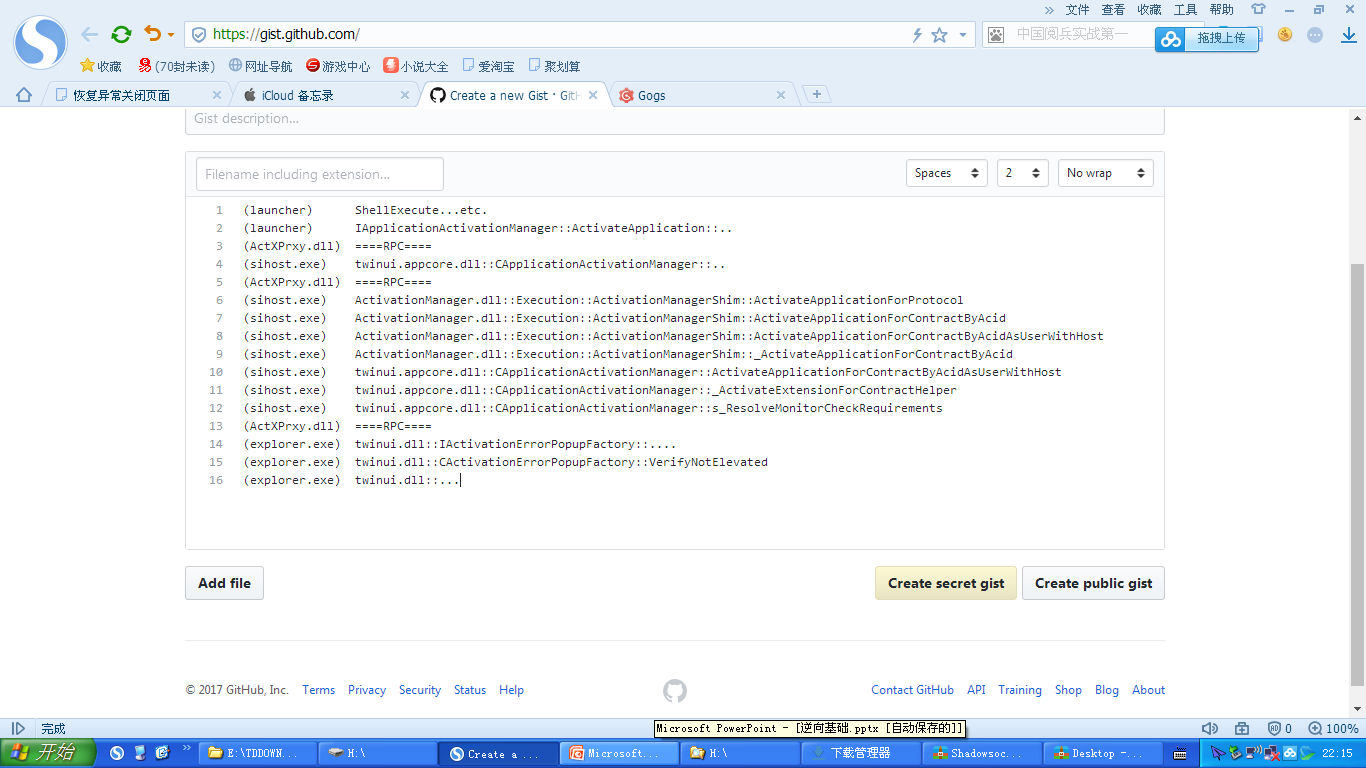 » 文件 查看 收藏 工具 帮助
https://gist.github.com/
中国阅兵实战第一
拖拽上传
收藏 (70封未读) 网址导航 游戏中心 小说大全 爱淘宝 聚划算
恢复异常关闭页面 iCloud 备忘录 Create a new Gist · GitH Gogs
Gist description...
Filename including extension...
Spaces 2 No wrap
1 (launcher) ShellExecute...etc.
2 (launcher) IApplicationActivationManager::ActivateApplication::..
3 (ActXPrxy.dll) ====RPC====
4 (sihost.exe) twinui.appcore.dll::CApplicationActivationManager::..
5 (ActXPrxy.dll) ====RPC====
6 (sihost.exe) ActivationManager.dll::Execution::ActivationManagerShim::ActivateApplicationForProtocol
7 (sihost.exe) ActivationManager.dll::Execution::ActivationManagerShim::ActivateApplicationForContractByAcid
8 (sihost.exe) ActivationManager.dll::Execution::ActivationManagerShim::ActivateApplicationForContractByAcidAsUserWithHost
9 (sihost.exe) ActivationManager.dll::Execution::ActivationManagerShim::_ActivateApplicationForContractByAcid
10 (sihost.exe) twinui.appcore.dll::CApplicationActivationManager::ActivateApplicationForContractByAcidAsUserWithHost
11 (sihost.exe) twinui.appcore.dll::CApplicationActivationManager::_ActivateExtensionForContractHelper
12 (sihost.exe) twinui.appcore.dll::CApplicationActivationManager::s_ResolveMonitorCheckRequirements
13 (ActXPrxy.dll) ====RPC====
14 (explorer.exe) twinui.dll::IActivationErrorPopupFactory::....
15 (explorer.exe) twinui.dll::CActivationErrorPopupFactory::VerifyNotElevated
16 (explorer.exe) twinui.dll::...
Add file Create secret gist Create public gist
© 2017 GitHub, Inc. Terms Privacy Security Status Help Contact GitHub API Training Shop Blog About
完成 0 100%
Microsoft PowerPoint - [逆向基础.pptx [自动保存的]]
开始 » E:\TDDOWN... H:\ Create a ... Microsoft... H:\ 下载管理器 Shadowsoc... Desktop -... 22:15